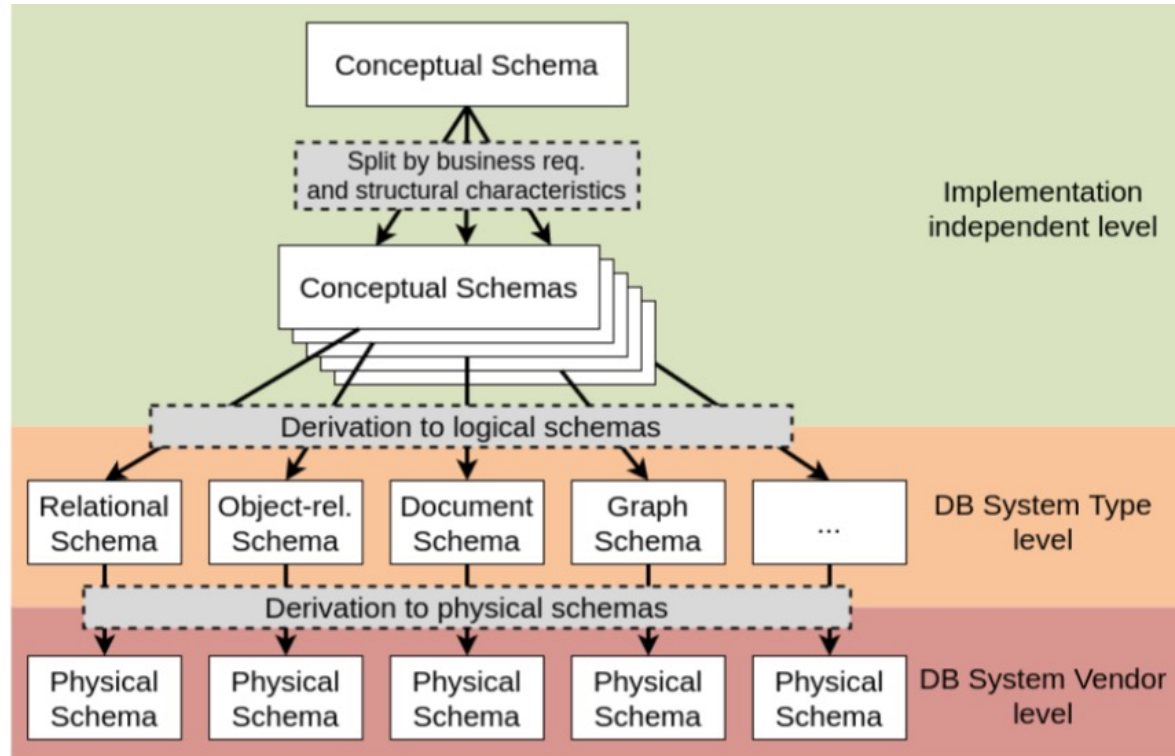 Conceptual Schema
Split by business req.
and structural characteristics
Implementation
independent level
Conceptual Schemas
Derivation to logical schemas
Relational
Schema
Object-rel.
Schema
Document
Schema
Graph
Schema
...
DB System Type
level
Derivation to physical schemas
Physical
Schema
Physical
Schema
Physical
Schema
Physical
Schema
Physical
Schema
DB System Vendor
level